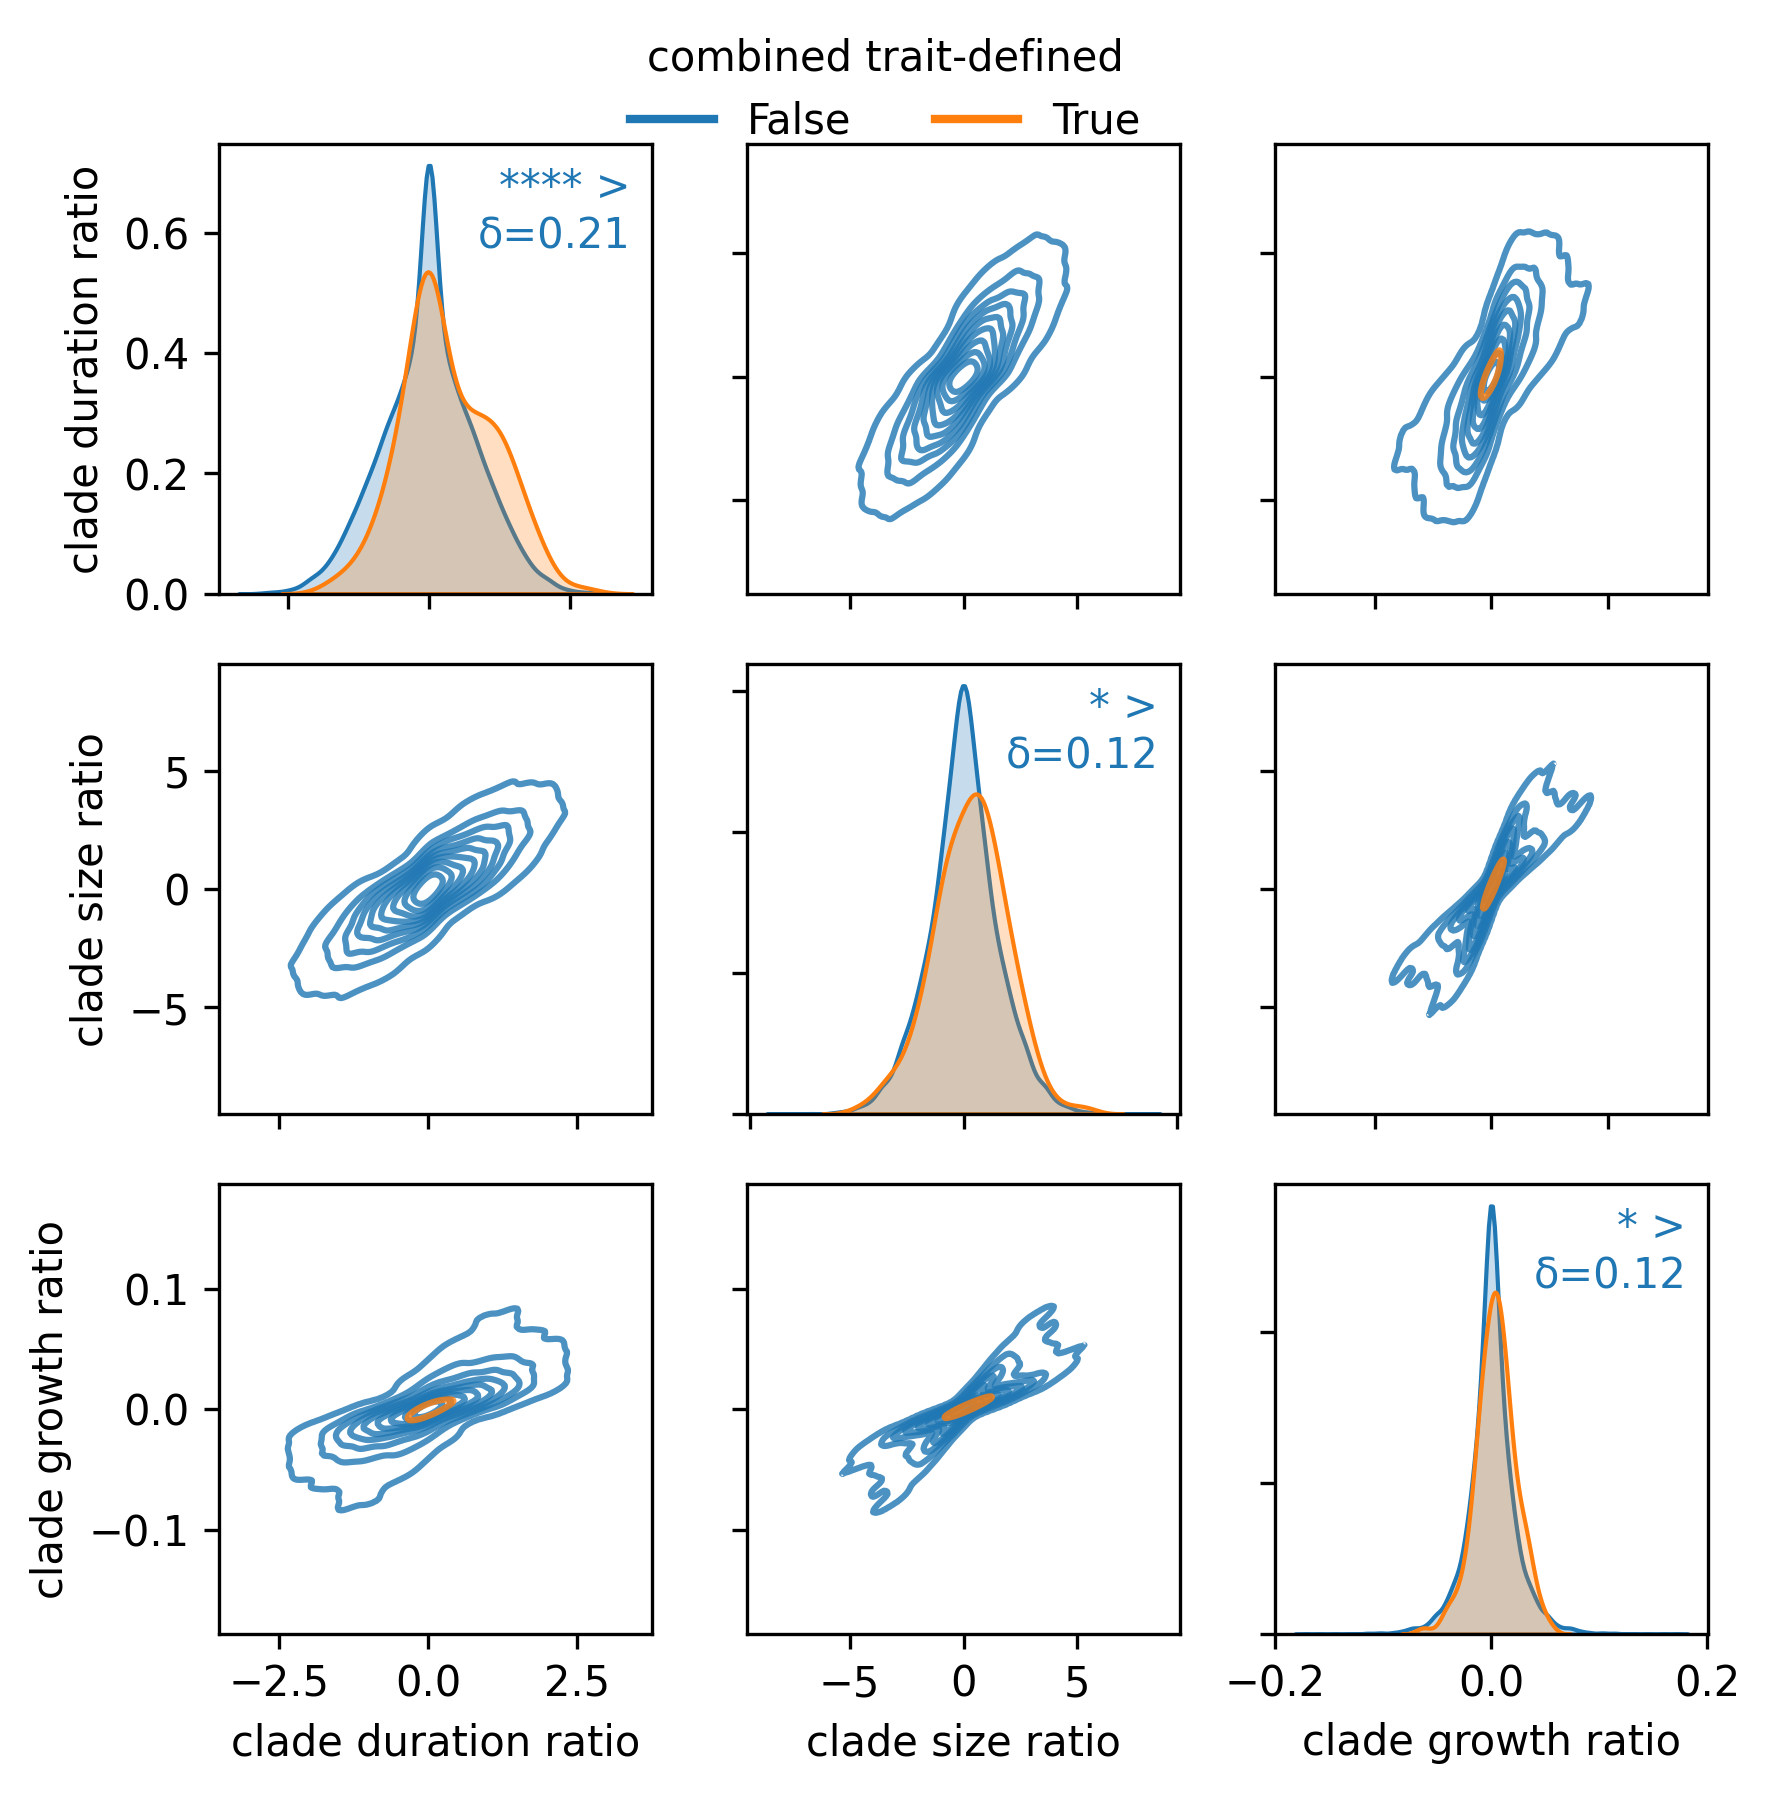 combined trait-defined
False True
clade duration ratio
0.6
0.4
0.2
0.0
**** >
δ=0.21
clade size ratio
5
0
−5
* >
δ=0.12
clade growth ratio
0.1
0.0
−0.1
* >
δ=0.12
−2.5 0.0 2.5
−5 0 5
−0.2 0.0 0.2
clade duration ratio
clade size ratio
clade growth ratio